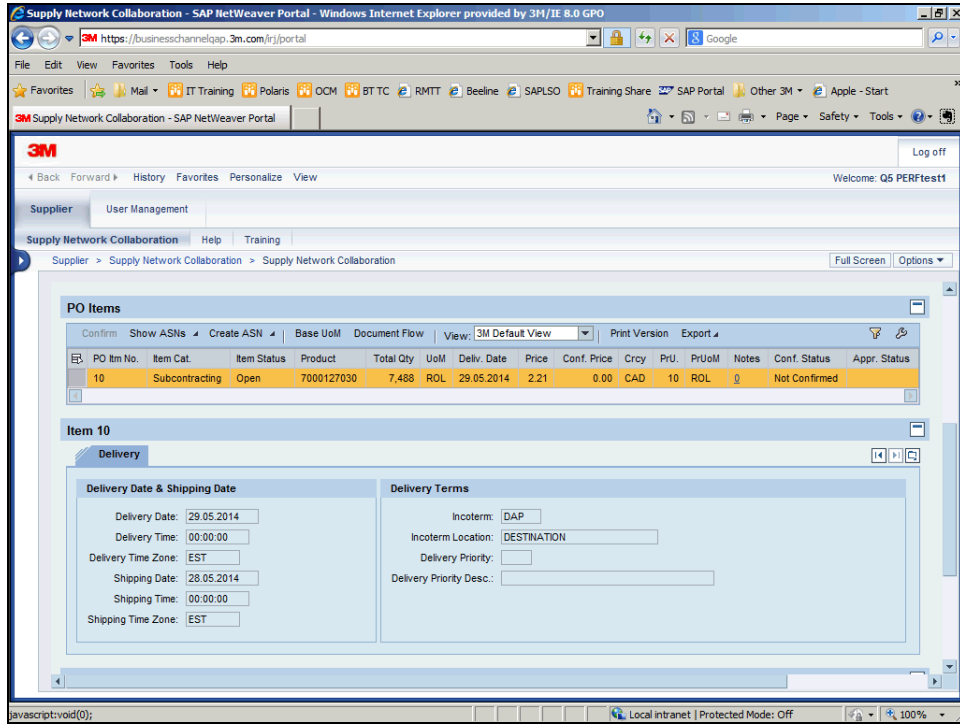 Supply Network Collaboration - SAP NetWeaver Portal - Windows Internet Explorer provided by 3M/IE 8.0 GPO
3M https://businesschannelqap.3m.com/irj/portal
Google
File Edit View Favorites Tools Help
Favorites Mail IT Training Polaris OCM BT TC RMTT Beeline SAPLSO Training Share SAP Portal Other 3M Apple - Start
3M Supply Network Collaboration - SAP NetWeaver Portal
Page Safety Tools
3M
Log off
Back Forward History Favorites Personalize View
Welcome: Q5 PERFtest1
Supplier User Management
Supply Network Collaboration Help Training
Supplier > Supply Network Collaboration > Supply Network Collaboration
Full Screen Options
PO Items
Confirm Show ASNs Create ASN Base UoM Document Flow View: 3M Default View Print Version Export
PO Itm No. Item Cat. Item Status Product Total Qty UoM Deliv. Date Price Conf. Price Crcy PrU. PrUoM Notes Conf. Status Appr. Status
10 Subcontracting Open 7000127030 7,488 ROL 29.05.2014 2.21 0.00 CAD 10 ROL 0 Not Confirmed
Item 10
Delivery
Delivery Date & Shipping Date
Delivery Date: 29.05.2014
Delivery Time: 00:00:00
Delivery Time Zone: EST
Shipping Date: 28.05.2014
Shipping Time: 00:00:00
Shipping Time Zone: EST
Delivery Terms
Incoterm: DAP
Incoterm Location: DESTINATION
Delivery Priority:
Delivery Priority Desc.:
javascript:void(0);
Local intranet | Protected Mode: Off
100%